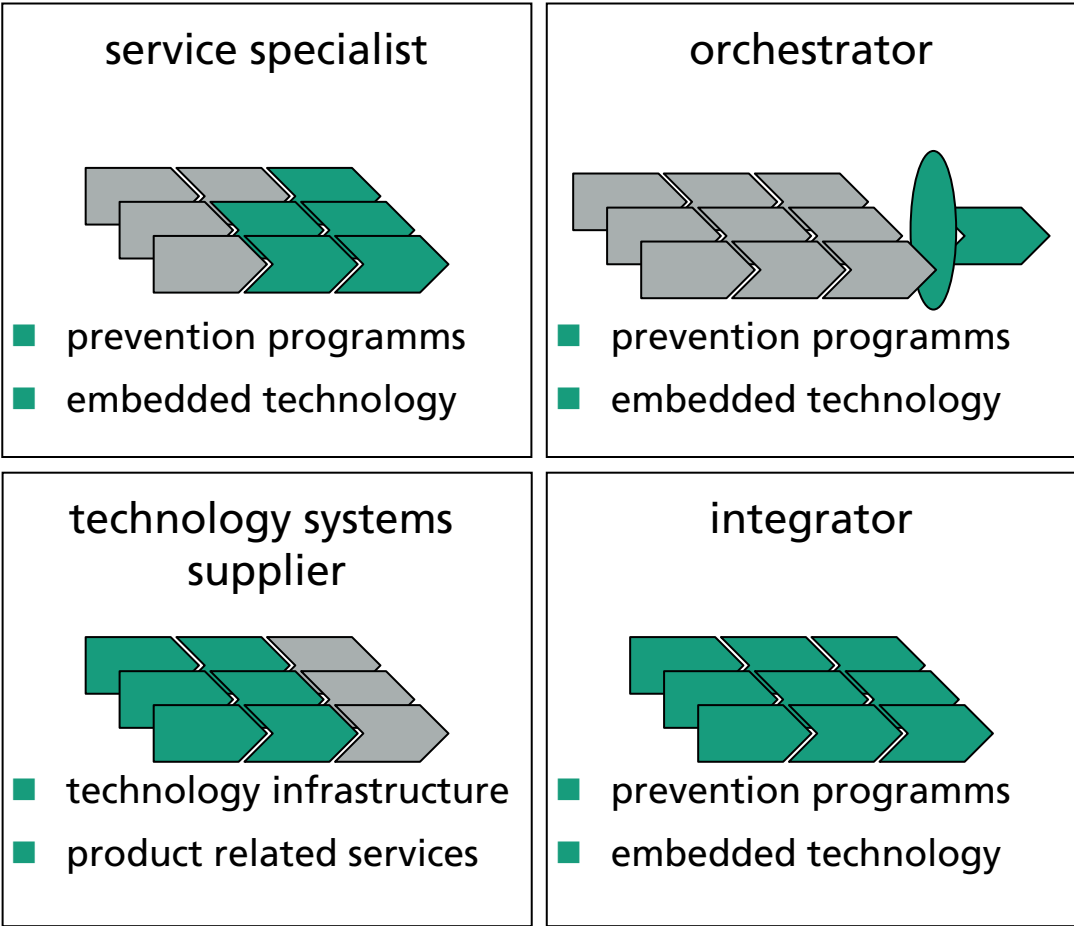 service specialist
prevention programms
embedded technology
orchestrator
prevention programms
embedded technology
technology systems
supplier
technology infrastructure
product related services
integrator
prevention programms
embedded technology